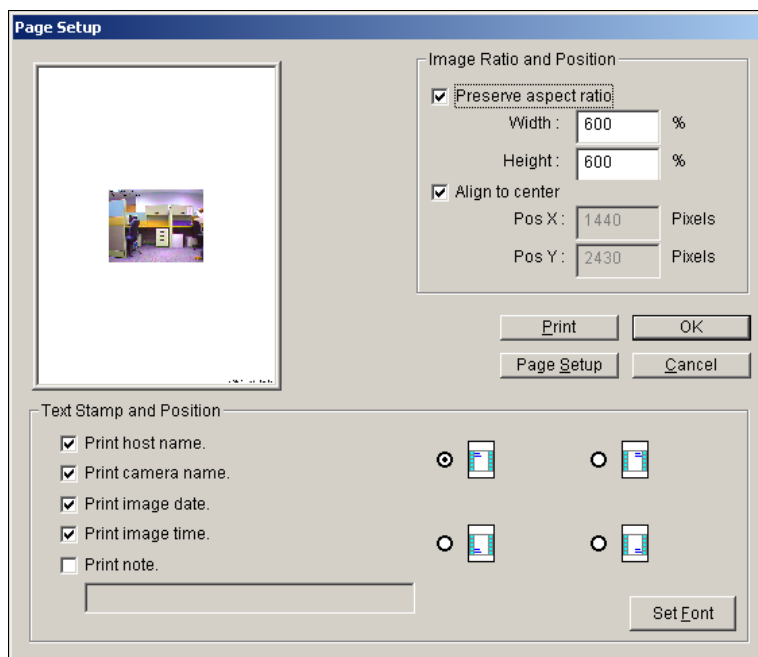 Page Setup
Image Ratio and Position
Preserve aspect ratio
Width : 600 %
Height : 600 %
Align to center
Pos X : 1440 Pixels
Pos Y : 2430 Pixels
Print OK
Page Setup Cancel
Text Stamp and Position
Print host name.
Print camera name.
Print image date.
Print image time.
Print note.
Set Font